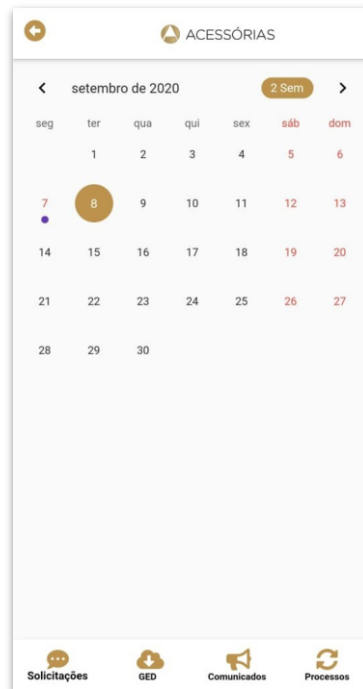 ACESSÓRIAS
setembro de 2020 2 Sem
seg ter qua qui sex sáb dom
1 2 3 4 5 6
7 8 9 10 11 12 13
14 15 16 17 18 19 20
21 22 23 24 25 26 27
28 29 30
Solicitações GED Comunicados Processos